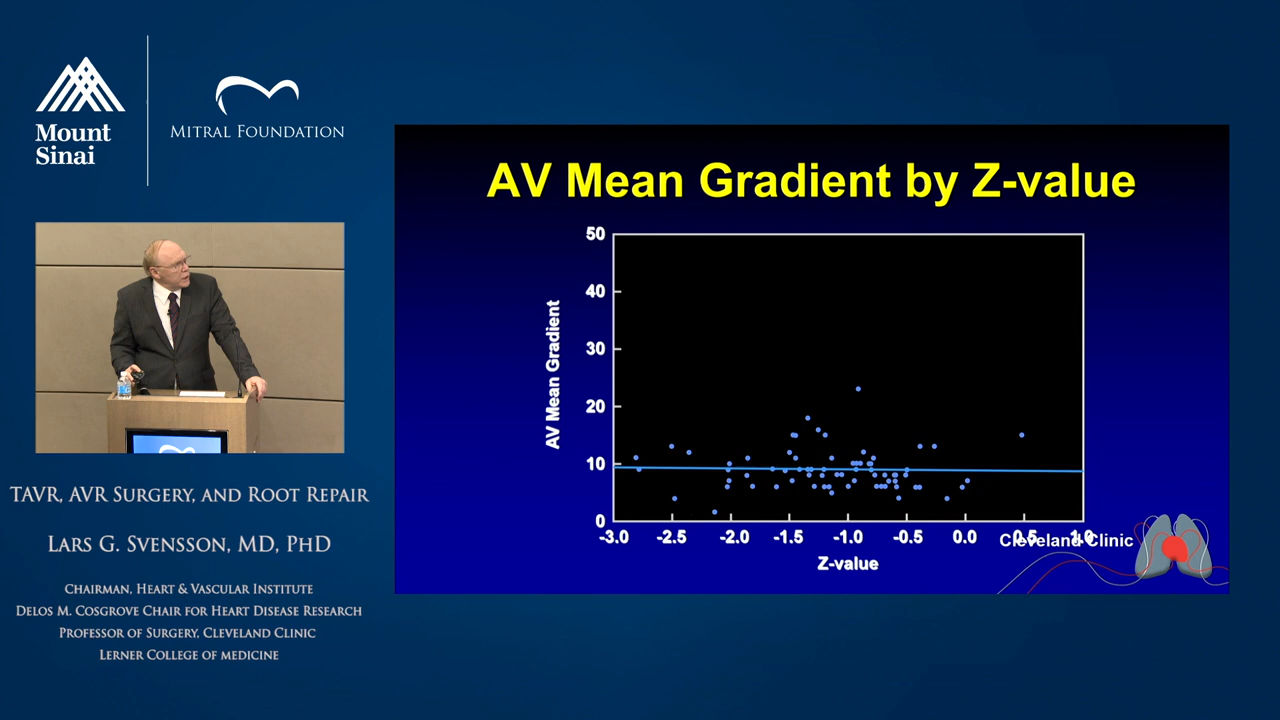 Mount
Sinai
MITRAL FOUNDATION
TAVR, AVR SURGERY, AND ROOT REPAIR
LARS G. SVENSSON, MD, PHD
CHAIRMAN, HEART & VASCULAR INSTITUTE
DELOS M. COSGROVE CHAIR FOR HEART DISEASE RESEARCH
PROFESSOR OF SURGERY, CLEVELAND CLINIC
LERNER COLLEGE OF MEDICINE
AV Mean Gradient by Z-value
AV Mean Gradient
50
40
30
20
10
0
-3.0 -2.5 -2.0 -1.5 -1.0 -0.5 0.0 0.5 1.0
Z-value
Cleveland Clinic